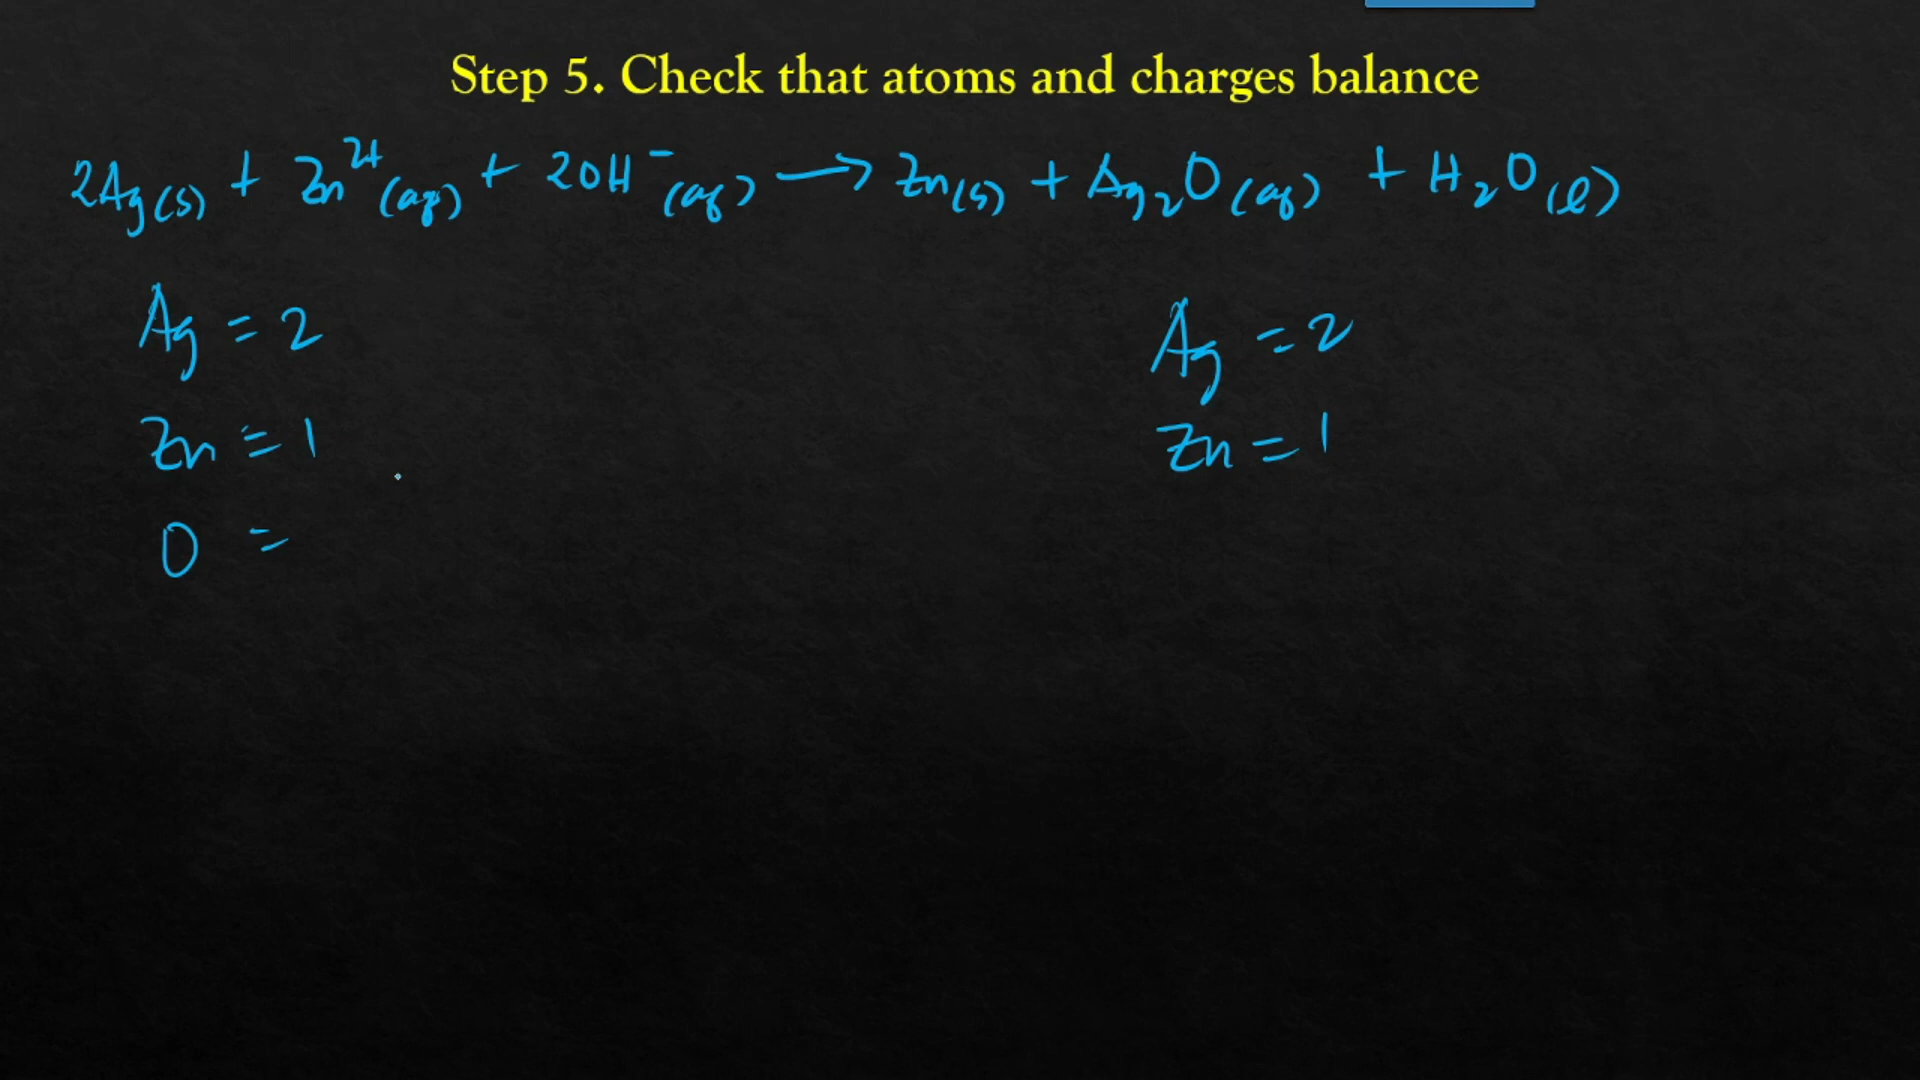 Step 5. Check that atoms and charges balance
2Ag(s) + Zn²⁺(aq) + 2OH⁻(aq) ⟶ Zn(s) + Ag₂O(aq) + H₂O(l)
Ag = 2 Ag = 2
Zn = 1 Zn = 1
O =